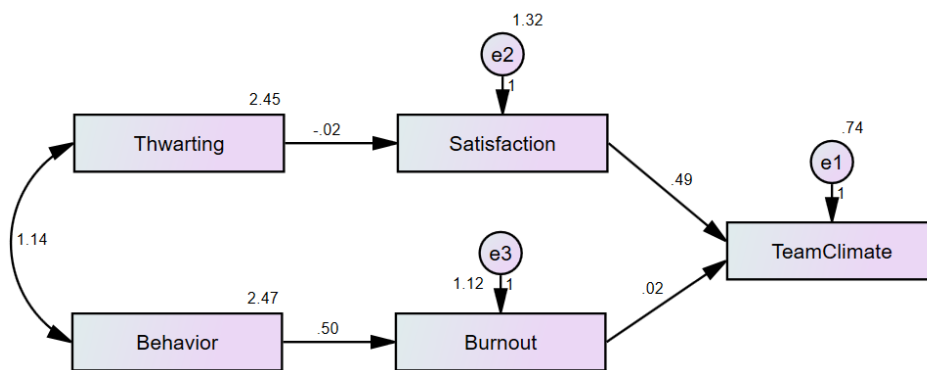 1.32
e2
1
2.45
Thwarting
-.02
Satisfaction
.74
e1
1
.49
TeamClimate
1.14
e3
1.12
1
2.47
Behavior
.50
Burnout
.02